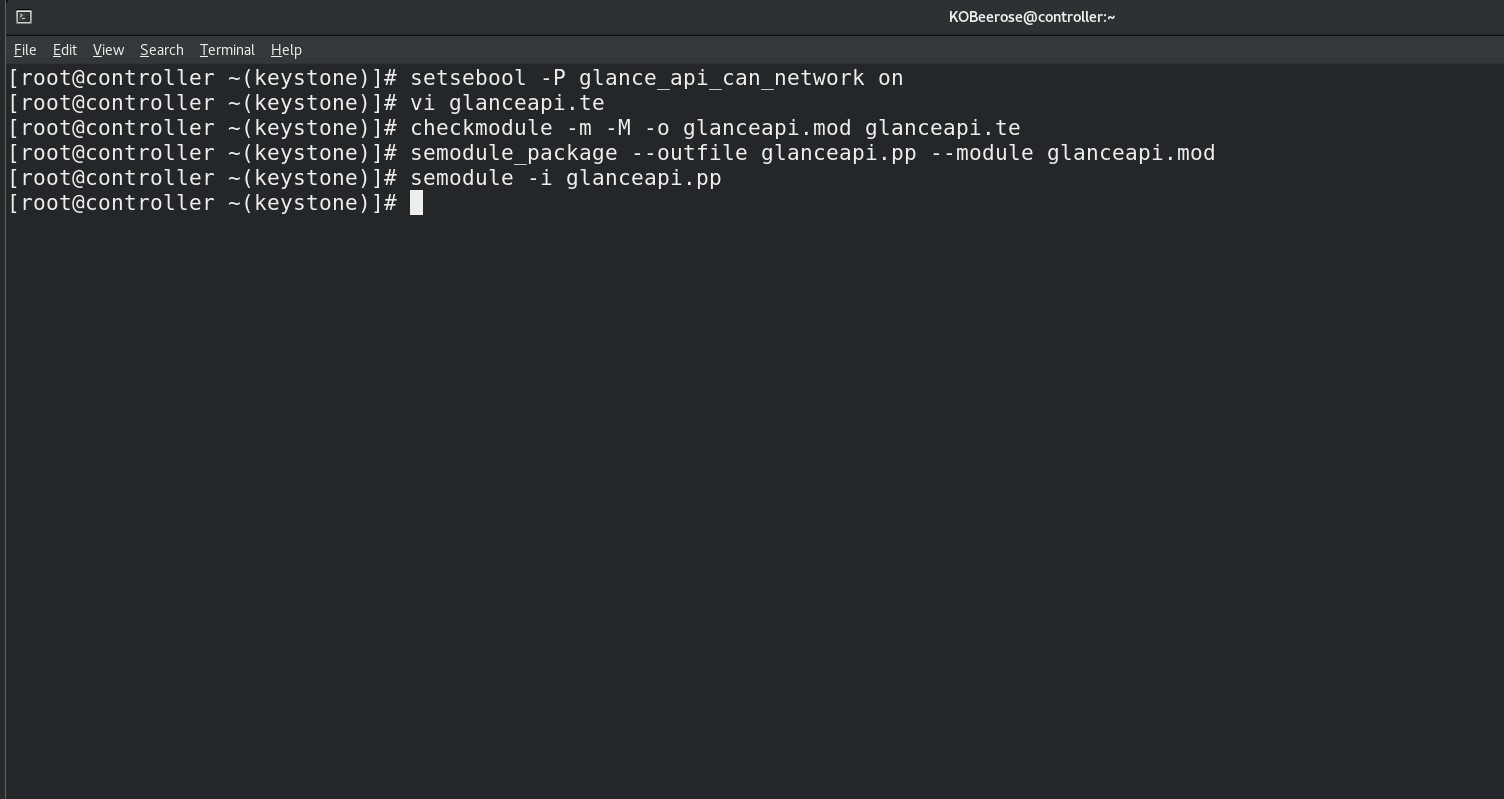 KOBeerose@controller:~
File Edit View Search Terminal Help
[root@controller ~(keystone)]# setsebool -P glance_api_can_network on
[root@controller ~(keystone)]# vi glanceapi.te
[root@controller ~(keystone)]# checkmodule -m -M -o glanceapi.mod glanceapi.te
[root@controller ~(keystone)]# semodule_package --outfile glanceapi.pp --module glanceapi.mod
[root@controller ~(keystone)]# semodule -i glanceapi.pp
[root@controller ~(keystone)]#